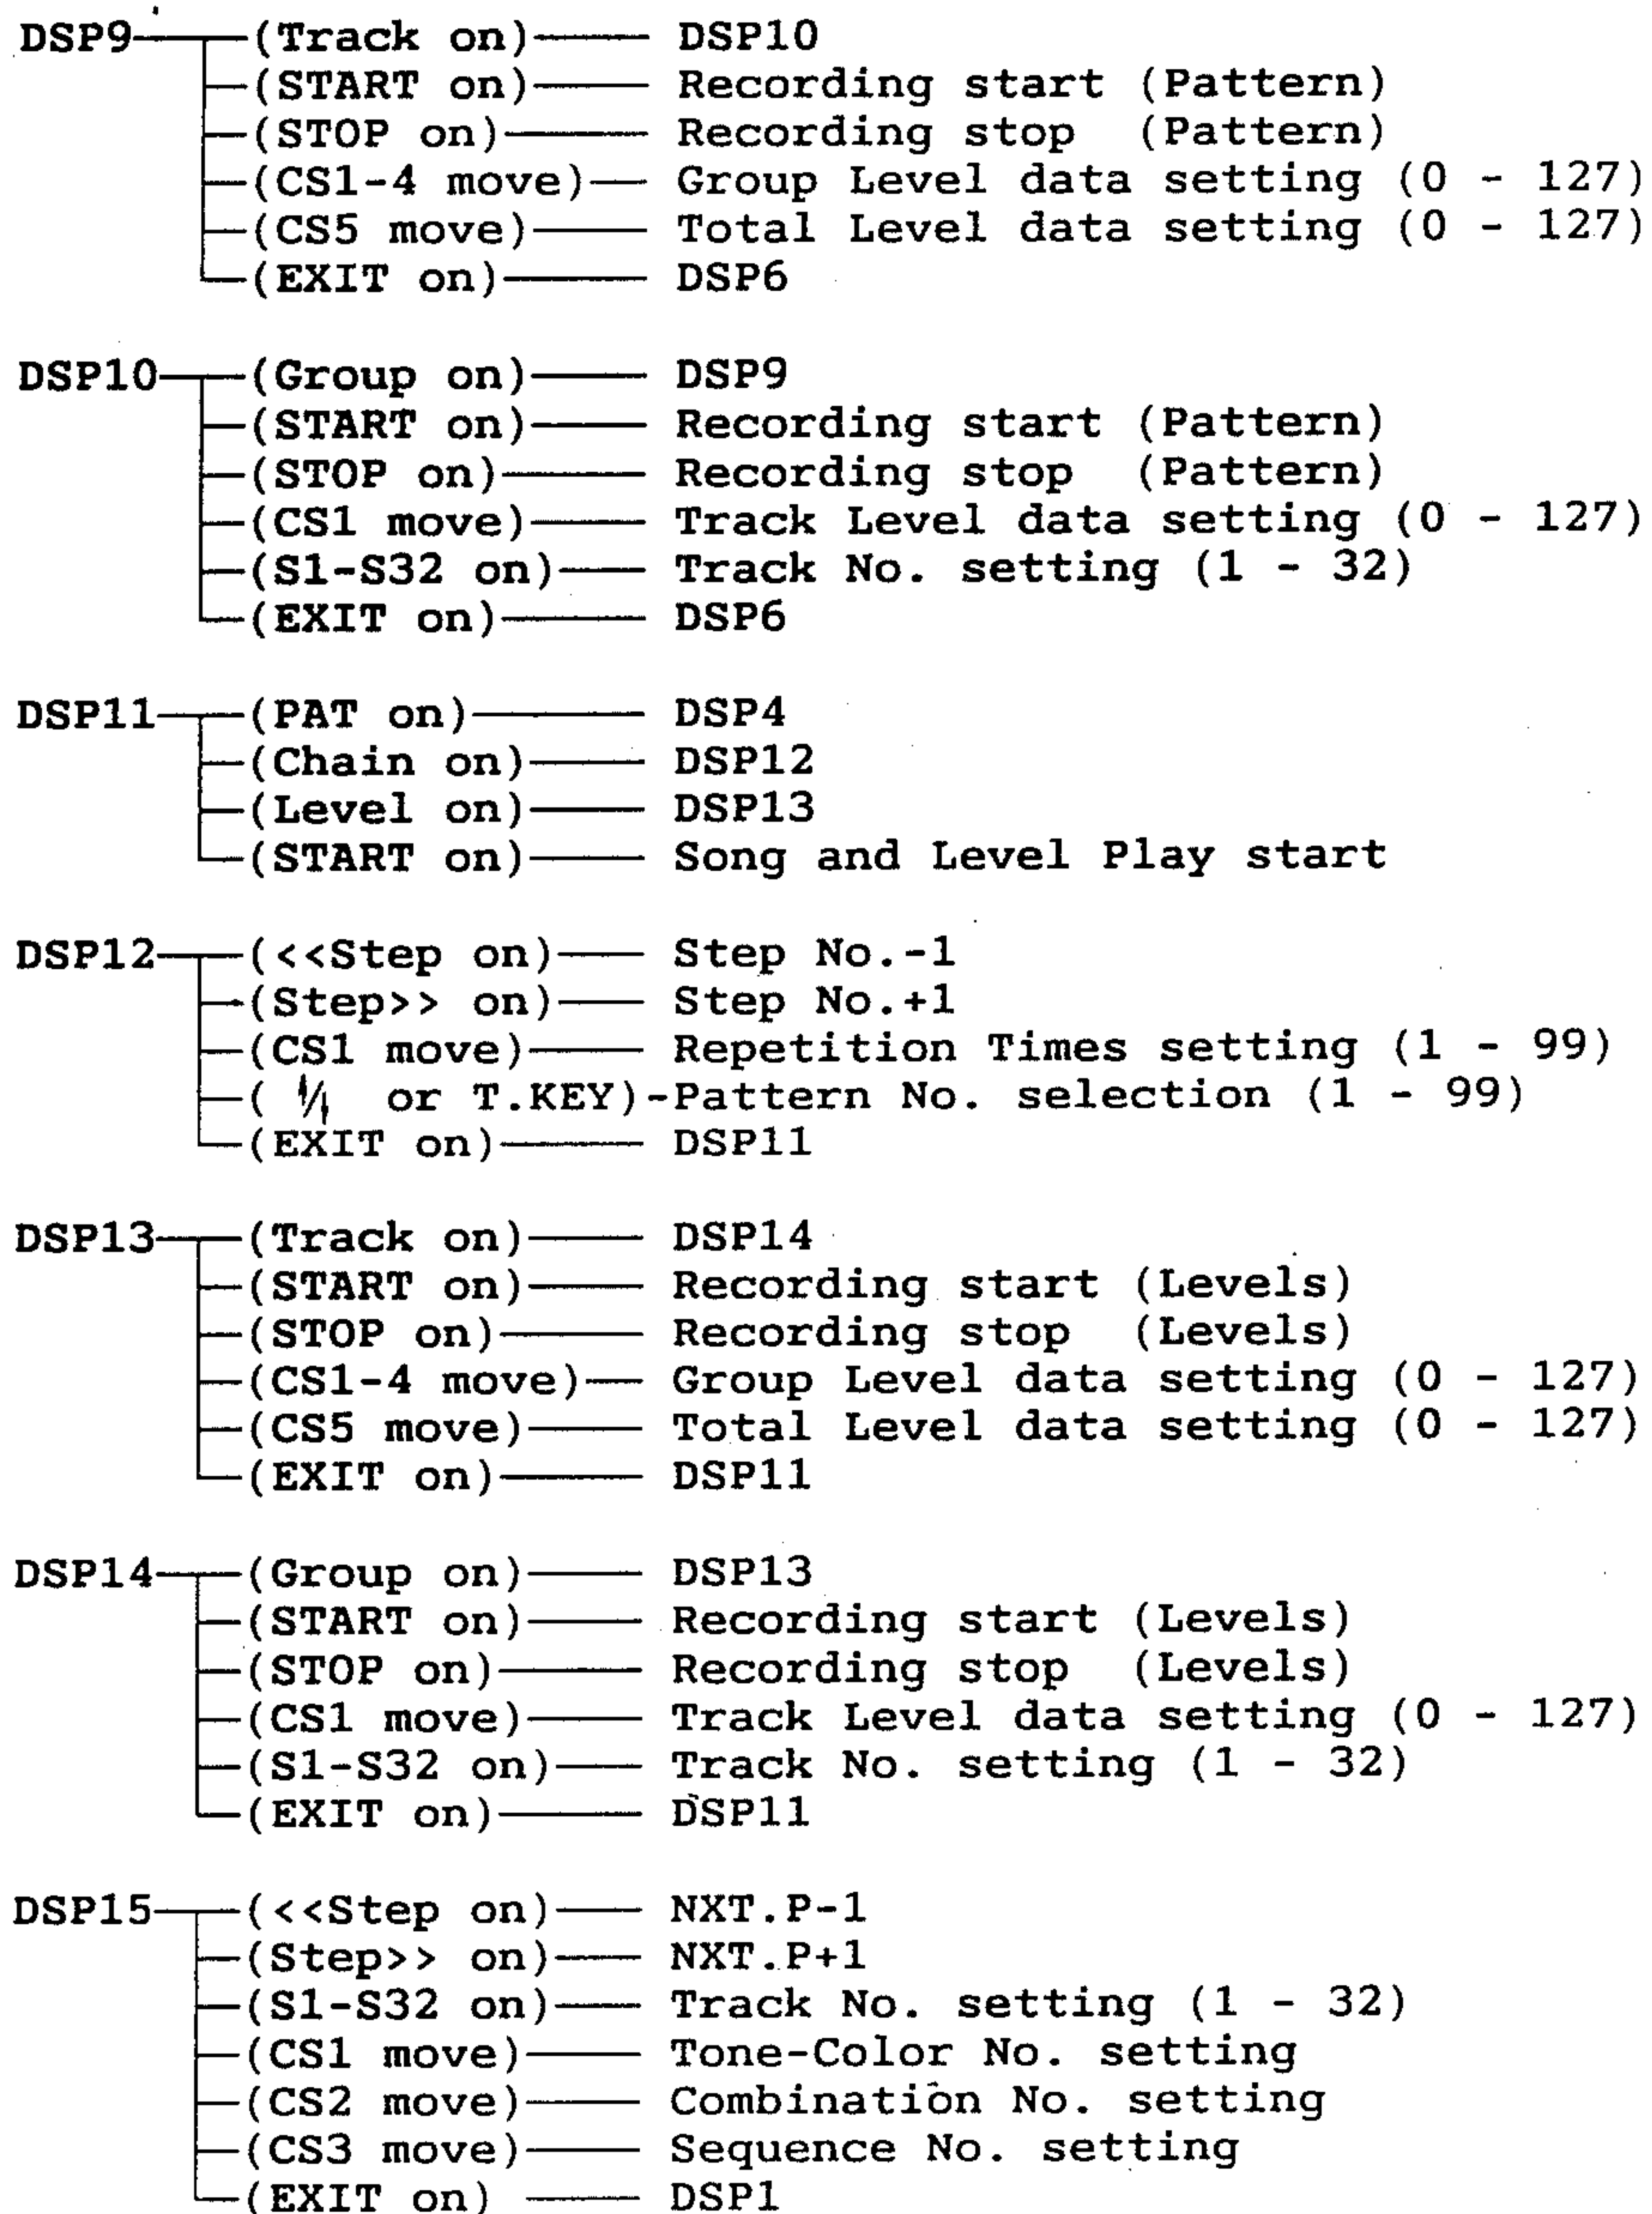 DSP9 (Track on) DSP10
(START on) Recording start (Pattern)
(STOP on) Recording stop (Pattern)
(CS1-4 move) Group Level data setting (0 - 127)
(CS5 move) Total Level data setting (0 - 127)
(EXIT on) DSP6
DSP10 (Group on) DSP9
(START on) Recording start (Pattern)
(STOP on) Recording stop (Pattern)
(CS1 move) Track Level data setting (0 - 127)
(S1-S32 on) Track No. setting (1 - 32)
(EXIT on) DSP6
DSP11 (PAT on) DSP4
(Chain on) DSP12
(Level on) DSP13
(START on) Song and Level Play start
DSP12 (<<Step on) Step No.-1
(Step>> on) Step No.+1
(CS1 move) Repetition Times setting (1 - 99)
( or T.KEY)-Pattern No. selection (1 - 99)
(EXIT on) DSP11
DSP13 (Track on) DSP14
(START on) Recording start (Levels)
(STOP on) Recording stop (Levels)
(CS1-4 move) Group Level data setting (0 - 127)
(CS5 move) Total Level data setting (0 - 127)
(EXIT on) DSP11
DSP14 (Group on) DSP13
(START on) Recording start (Levels)
(STOP on) Recording stop (Levels)
(CS1 move) Track Level data setting (0 - 127)
(S1-S32 on) Track No. setting (1 - 32)
(EXIT on) DSP11
DSP15 (<<Step on) NXT.P-1
(Step>> on) NXT.P+1
(S1-S32 on) Track No. setting (1 - 32)
(CS1 move) Tone-Color No. setting
(CS2 move) Combination No. setting
(CS3 move) Sequence No. setting
(EXIT on) DSP1